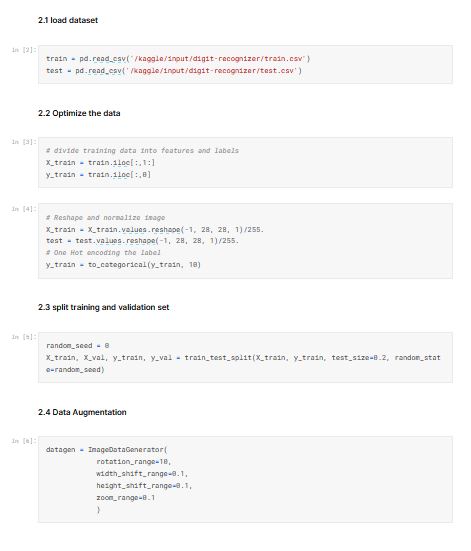 2.1 load dataset
In [2]:
train = pd.read_csv('/kaggle/input/digit-recognizer/train.csv')
test = pd.read_csv('/kaggle/input/digit-recognizer/test.csv')
2.2 Optimize the data
In [3]:
# divide training data into features and labels
X_train = train.iloc[:,1:]
y_train = train.iloc[:,0]
In [4]:
# Reshape and normalize image
X_train = X_train.values.reshape(-1, 28, 28, 1)/255.
test = test.values.reshape(-1, 28, 28, 1)/255.
# One Hot encoding the label
y_train = to_categorical(y_train, 10)
2.3 split training and validation set
In [5]:
random_seed = 0
X_train, X_val, y_train, y_val = train_test_split(X_train, y_train, test_size=0.2, random_stat
e=random_seed)
2.4 Data Augmentation
In [6]:
datagen = ImageDataGenerator(
rotation_range=10,
width_shift_range=0.1,
height_shift_range=0.1,
zoom_range=0.1
)